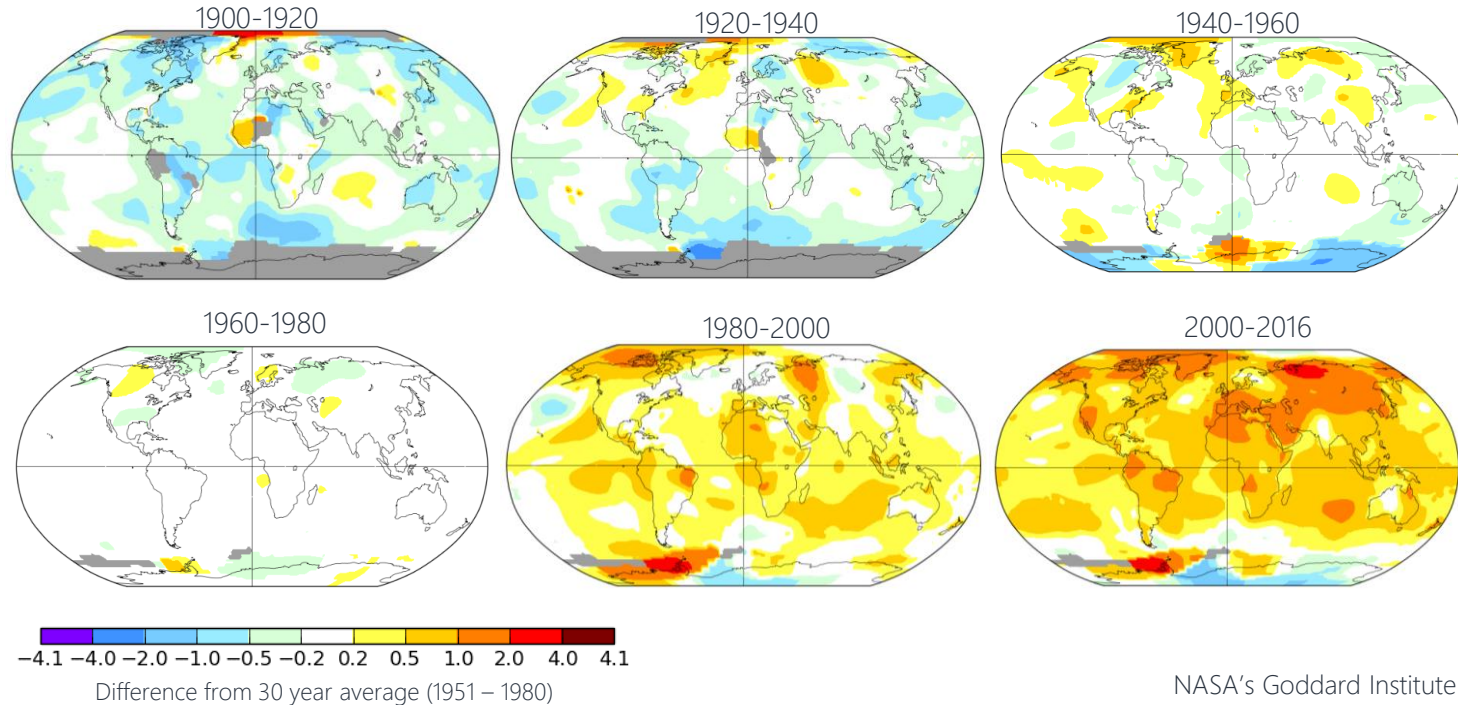 1900-1920
1920-1940
1940-1960
1960-1980
1980-2000
2000-2016
−4.1 −4.0 −2.0 −1.0 −0.5 −0.2 0.2 0.5 1.0 2.0 4.0 4.1
Difference from 30 year average (1951 – 1980)
NASA's Goddard Institute